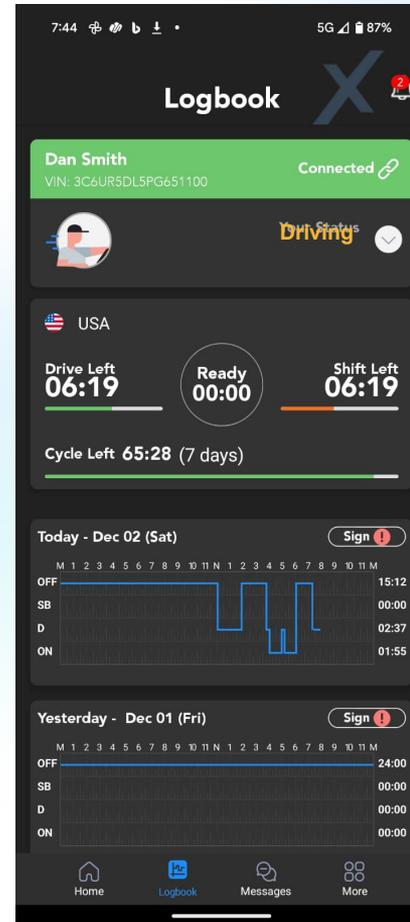 7:44 5G 87%
Logbook
2
Dan Smith
Connected
VIN: 3C6UR5DL5PG651100
Your Status
Driving
USA
Drive Left
06:19
Ready
00:00
Shift Left
06:19
Cycle Left 65:28 (7 days)
Today - Dec 02 (Sat)
Sign !
M 1 2 3 4 5 6 7 8 9 10 11 N 1 2 3 4 5 6 7 8 9 10 11 M
OFF 15:12
SB 00:00
D 02:37
ON 01:55
Yesterday - Dec 01 (Fri)
Sign !
M 1 2 3 4 5 6 7 8 9 10 11 N 1 2 3 4 5 6 7 8 9 10 11 M
OFF 24:00
SB 00:00
D 00:00
ON 00:00
Home Logbook Messages More